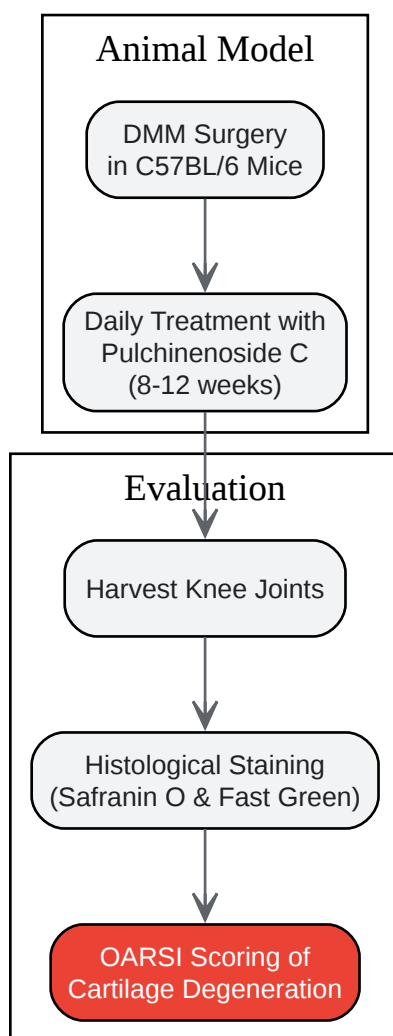 Animal Model
DMM Surgery
in C57BL/6 Mice
Daily Treatment with
Pulchinenoside C
(8-12 weeks)
Evaluation
Harvest Knee Joints
Histological Staining
(Safranin O & Fast Green)
OARSI Scoring of
Cartilage Degeneration